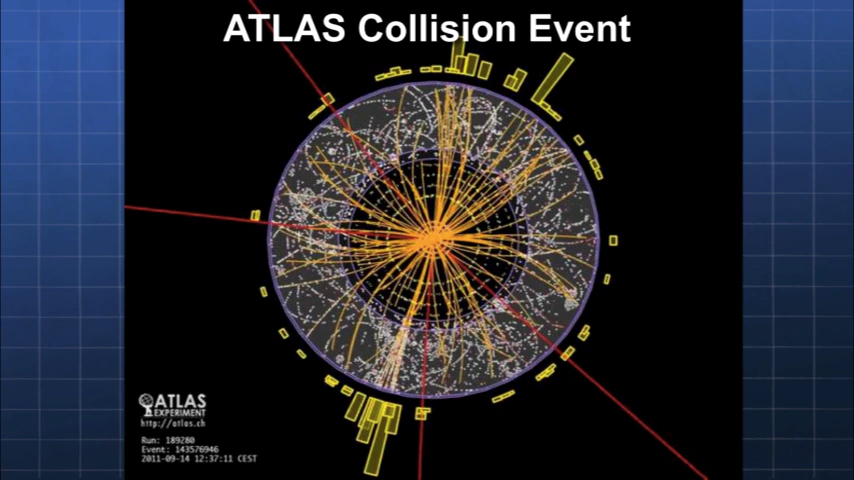 ATLAS Collision Event
ATLAS
EXPERIMENT
http://atlas.ch
Run: 189280
Event: 143576946
2011-09-14 12:37:11 CEST